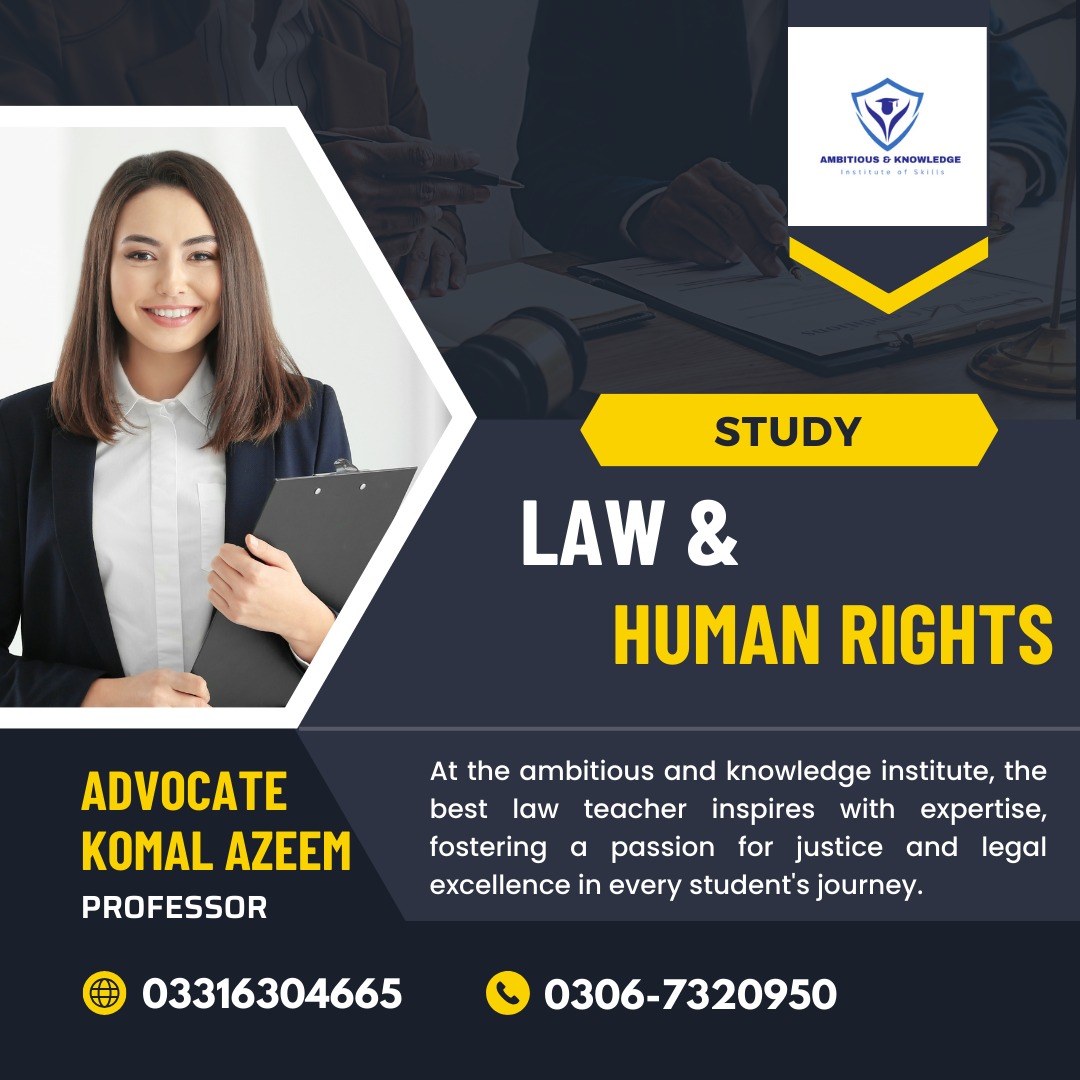 AMBITIOUS & KNOWLEDGE
Institute of Skills
STUDY
LAW &
HUMAN RIGHTS
ADVOCATE
KOMAL AZEEM
PROFESSOR
At the ambitious and knowledge institute, the
best law teacher inspires with expertise,
fostering a passion for justice and legal
excellence in every student's journey.
03316304665
0306-7320950